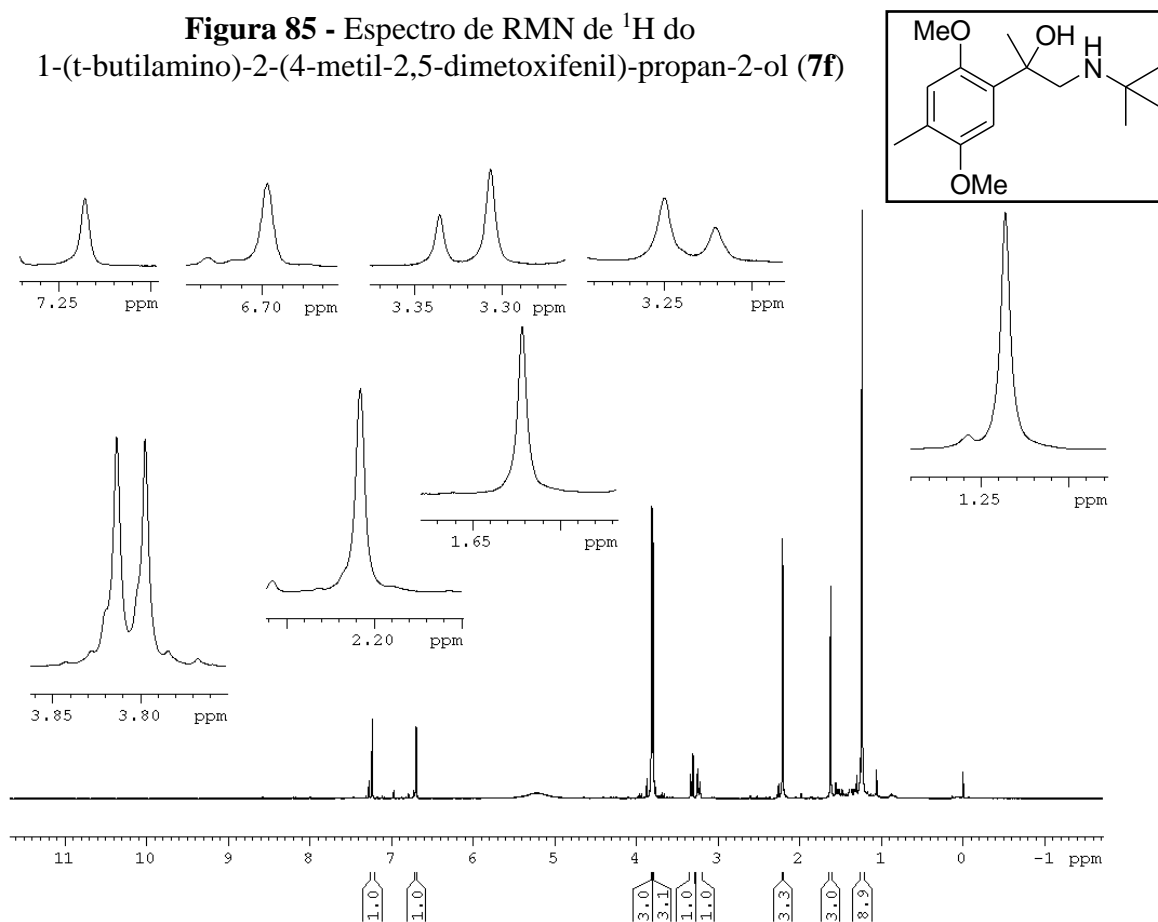 Figura 85 - Espectro de RMN de ¹H do
1-(t-butilamino)-2-(4-metil-2,5-dimetoxifenil)-propan-2-ol (7f)
OMe
OH
H
N
OMe
7.25 ppm
6.70 ppm
3.35 3.30 ppm
3.25 ppm
3.85 3.80 ppm
2.20 ppm
1.65 ppm
1.25 ppm
11 10 9 8 7 6 5 4 3 2 1 0 -1 ppm
1.0 1.0 3.0 3.1 1.0 1.0 3.3 3.0 8.9